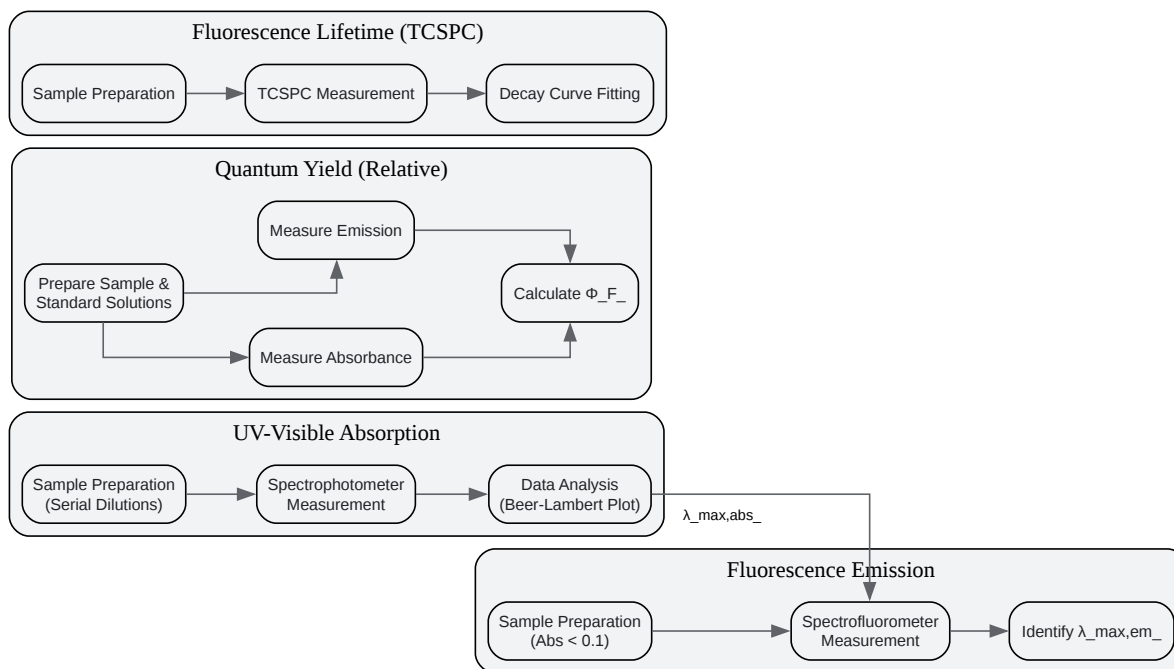 Fluorescence Lifetime (TCSPC)
Sample Preparation
TCSPC Measurement
Decay Curve Fitting
Quantum Yield (Relative)
Measure Emission
Prepare Sample &
Standard Solutions
Calculate Φ_F_
Measure Absorbance
UV-Visible Absorption
Sample Preparation
(Serial Dilutions)
Spectrophotometer
Measurement
Data Analysis
(Beer-Lambert Plot)
λ_max,abs_
Fluorescence Emission
Sample Preparation
(Abs < 0.1)
Spectrofluorometer
Measurement
Identify λ_max,em_